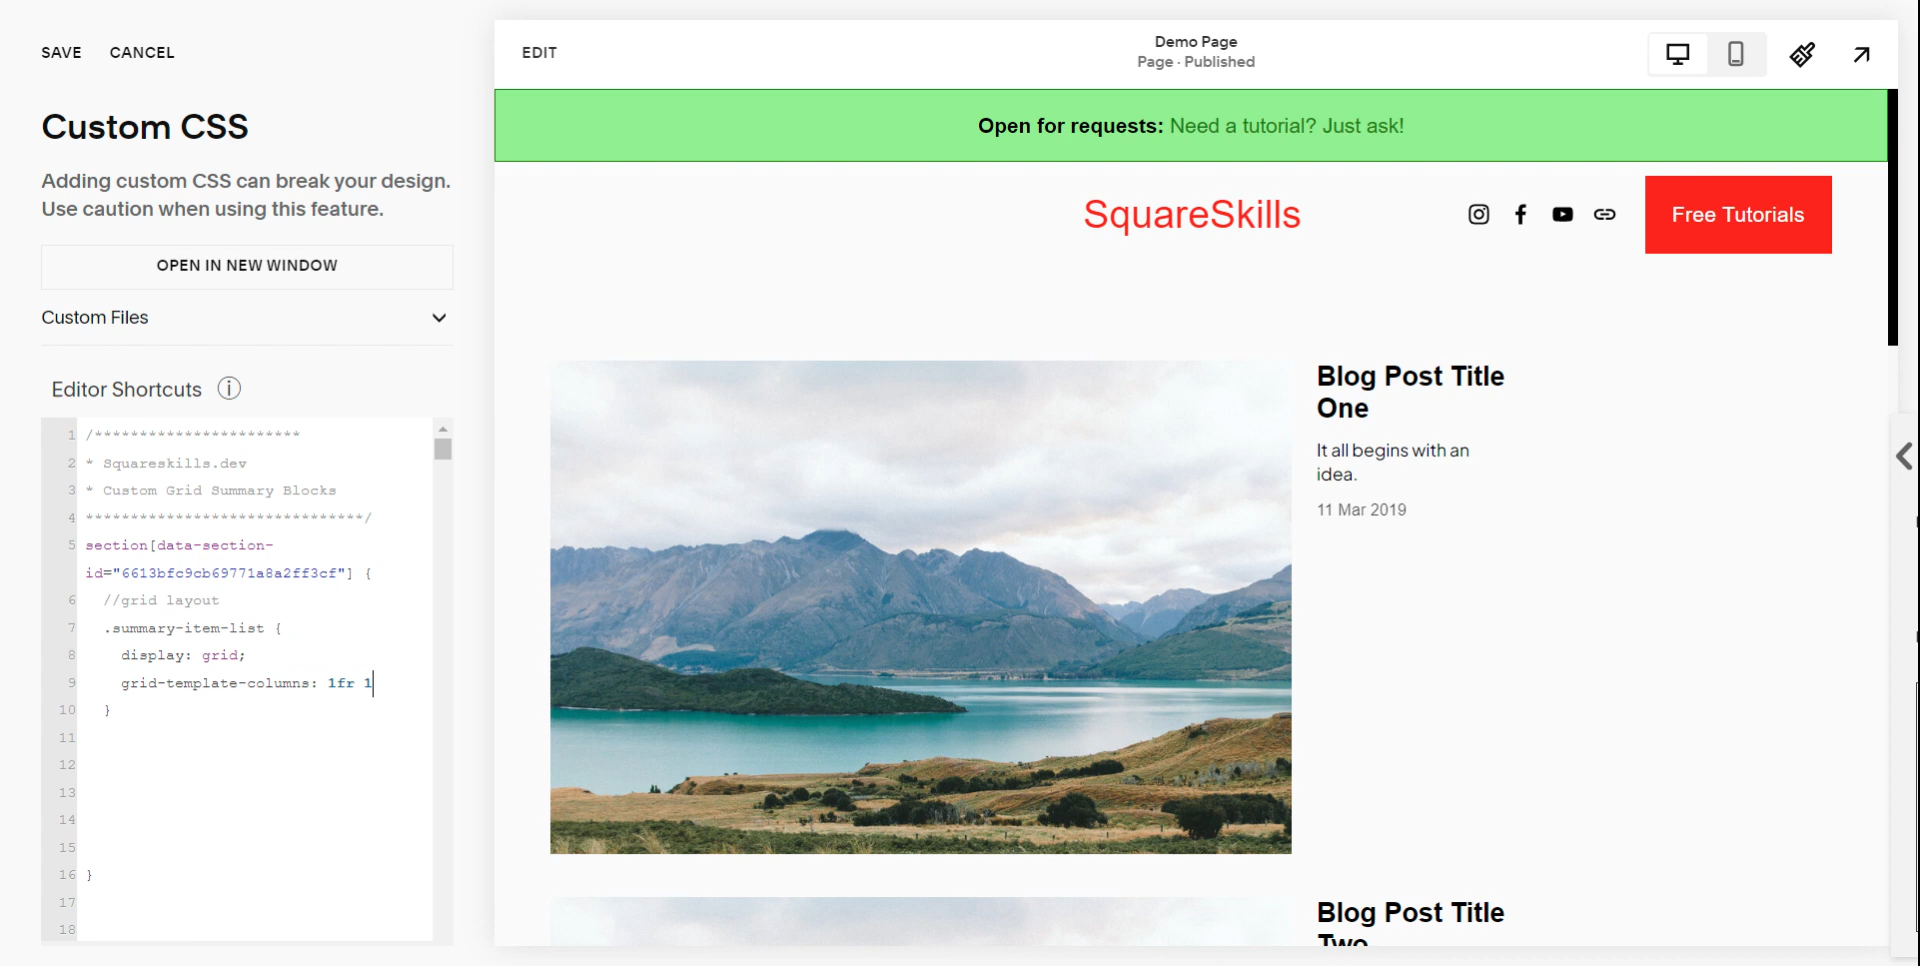 SAVE CANCEL
Custom CSS
Adding custom CSS can break your design.
Use caution when using this feature.
OPEN IN NEW WINDOW
Custom Files
Editor Shortcuts
1 /***********************
2 * Squareskills.dev
3 * Custom Grid Summary Blocks
4 *******************************/
5 section[data-section-
id="6613bfc9cb69771a8a2ff3cf"] {
6 //grid layout
7 .summary-item-list {
8 display: grid;
9 grid-template-columns: 1fr 1
10 }
11
12
13
14
15
16 }
17
18
EDIT
Demo Page
Page · Published
Open for requests: Need a tutorial? Just ask!
SquareSkills
Free Tutorials
Blog Post Title
One
It all begins with an
idea.
11 Mar 2019
Blog Post Title
Two